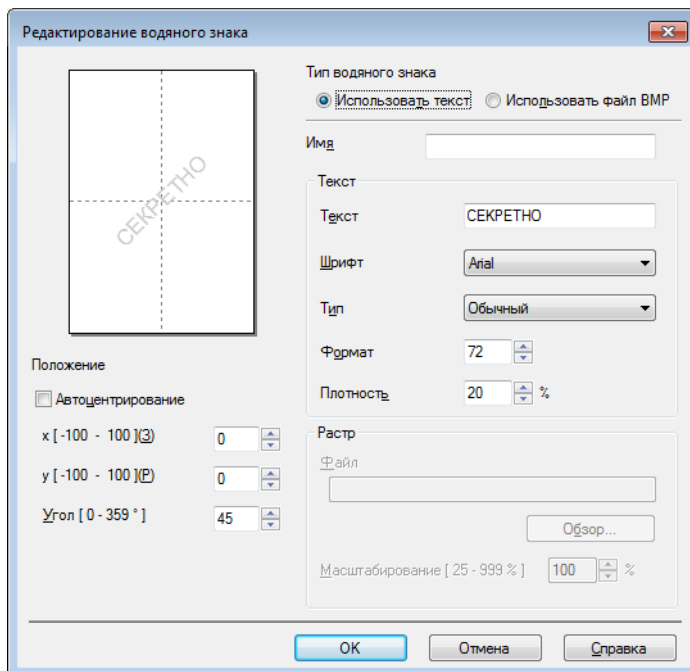 Редактирование водяного знака
Тип водяного знака
Использовать текст Использовать файл BMP
Имя
Текст
Текст СЕКРЕТНО
Шрифт Arial
Тип Обычный
Формат 72
Плотность 20 %
СЕКРЕТНО
Положение
Автоцентрирование
x [ -100 - 100 ](З) 0
y [ -100 - 100 ](Р) 0
Угол [ 0 - 359 ° ] 45
Растр
Файл
Обзор...
Масштабирование [ 25 - 999 % ] 100 %
OK Отмена Справка